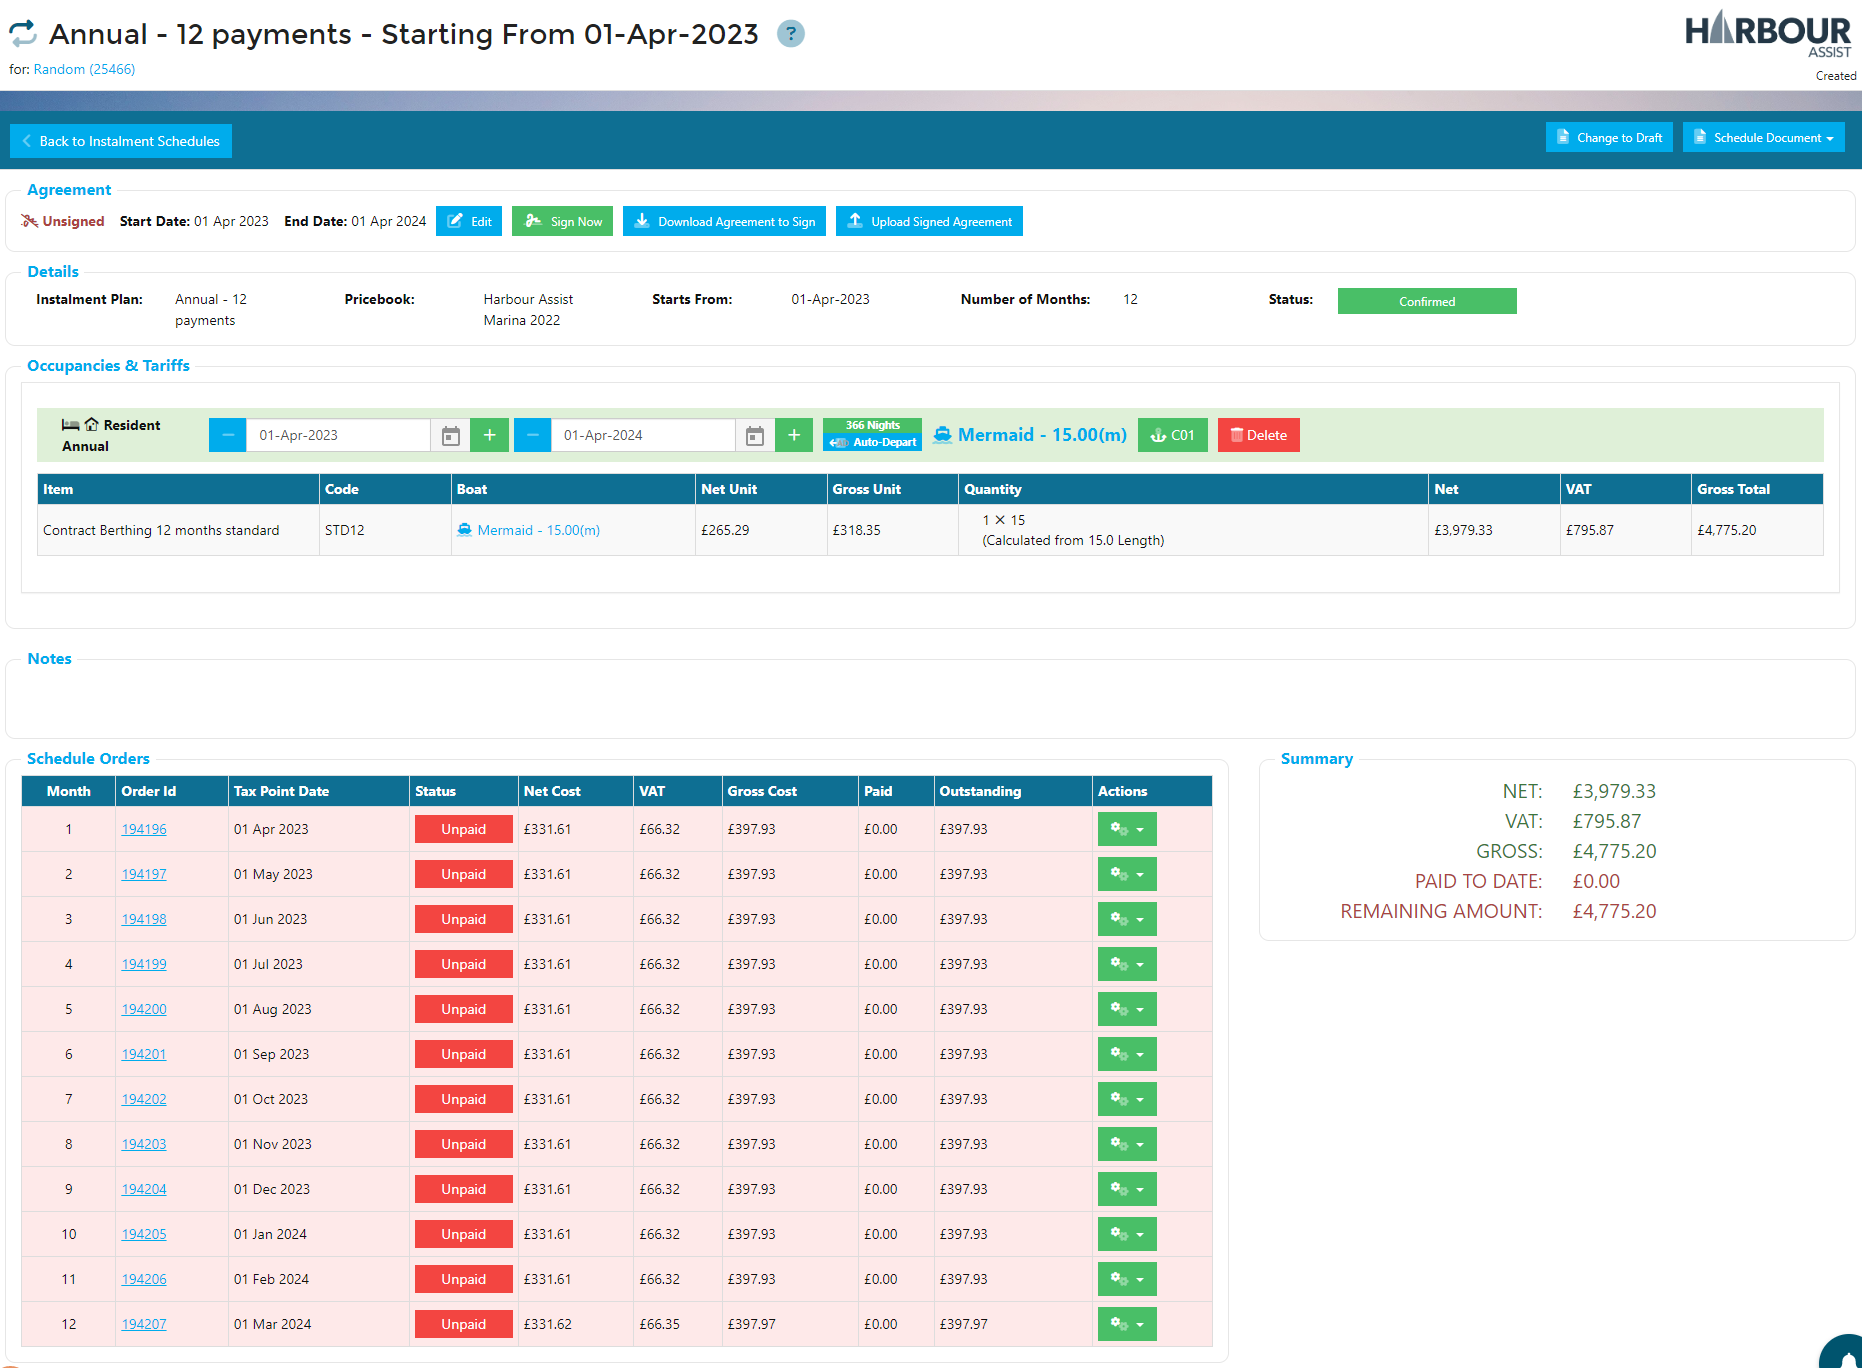 Annual - 12 payments - Starting From 01-Apr-2023 ?
HARBOUR
ASSIST
for: Random (25466)
Created
Back to Instalment Schedules
Change to Draft
Schedule Document
Agreement
Unsigned Start Date: 01 Apr 2023 End Date: 01 Apr 2024 Edit Sign Now Download Agreement to Sign Upload Signed Agreement
Details
Instalment Plan: Annual - 12 payments Pricebook: Harbour Assist Marina 2022 Starts From: 01-Apr-2023 Number of Months: 12 Status: Confirmed
Occupancies & Tariffs
Resident Annual − 01-Apr-2023 + − 01-Apr-2024 + 366 Nights Auto-Depart Mermaid - 15.00(m) C01 Delete
Item Code Boat Net Unit Gross Unit Quantity Net VAT Gross Total
Contract Berthing 12 months standard STD12 Mermaid - 15.00(m) £265.29 £318.35 1 × 15 (Calculated from 15.0 Length) £3,979.33 £795.87 £4,775.20
Notes
Schedule Orders
Month Order Id Tax Point Date Status Net Cost VAT Gross Cost Paid Outstanding Actions
1 194196 01 Apr 2023 Unpaid £331.61 £66.32 £397.93 £0.00 £397.93
2 194197 01 May 2023 Unpaid £331.61 £66.32 £397.93 £0.00 £397.93
3 194198 01 Jun 2023 Unpaid £331.61 £66.32 £397.93 £0.00 £397.93
4 194199 01 Jul 2023 Unpaid £331.61 £66.32 £397.93 £0.00 £397.93
5 194200 01 Aug 2023 Unpaid £331.61 £66.32 £397.93 £0.00 £397.93
6 194201 01 Sep 2023 Unpaid £331.61 £66.32 £397.93 £0.00 £397.93
7 194202 01 Oct 2023 Unpaid £331.61 £66.32 £397.93 £0.00 £397.93
8 194203 01 Nov 2023 Unpaid £331.61 £66.32 £397.93 £0.00 £397.93
9 194204 01 Dec 2023 Unpaid £331.61 £66.32 £397.93 £0.00 £397.93
10 194205 01 Jan 2024 Unpaid £331.61 £66.32 £397.93 £0.00 £397.93
11 194206 01 Feb 2024 Unpaid £331.61 £66.32 £397.93 £0.00 £397.93
12 194207 01 Mar 2024 Unpaid £331.62 £66.35 £397.97 £0.00 £397.97
Summary
NET: £3,979.33
VAT: £795.87
GROSS: £4,775.20
PAID TO DATE: £0.00
REMAINING AMOUNT: £4,775.20